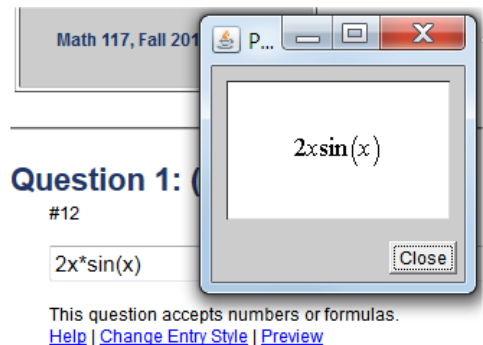 Math 117, Fall 201
P...
2xsin(x)
Close
Question 1: (
#12
2x*sin(x)
This question accepts numbers or formulas.
Help | Change Entry Style | Preview